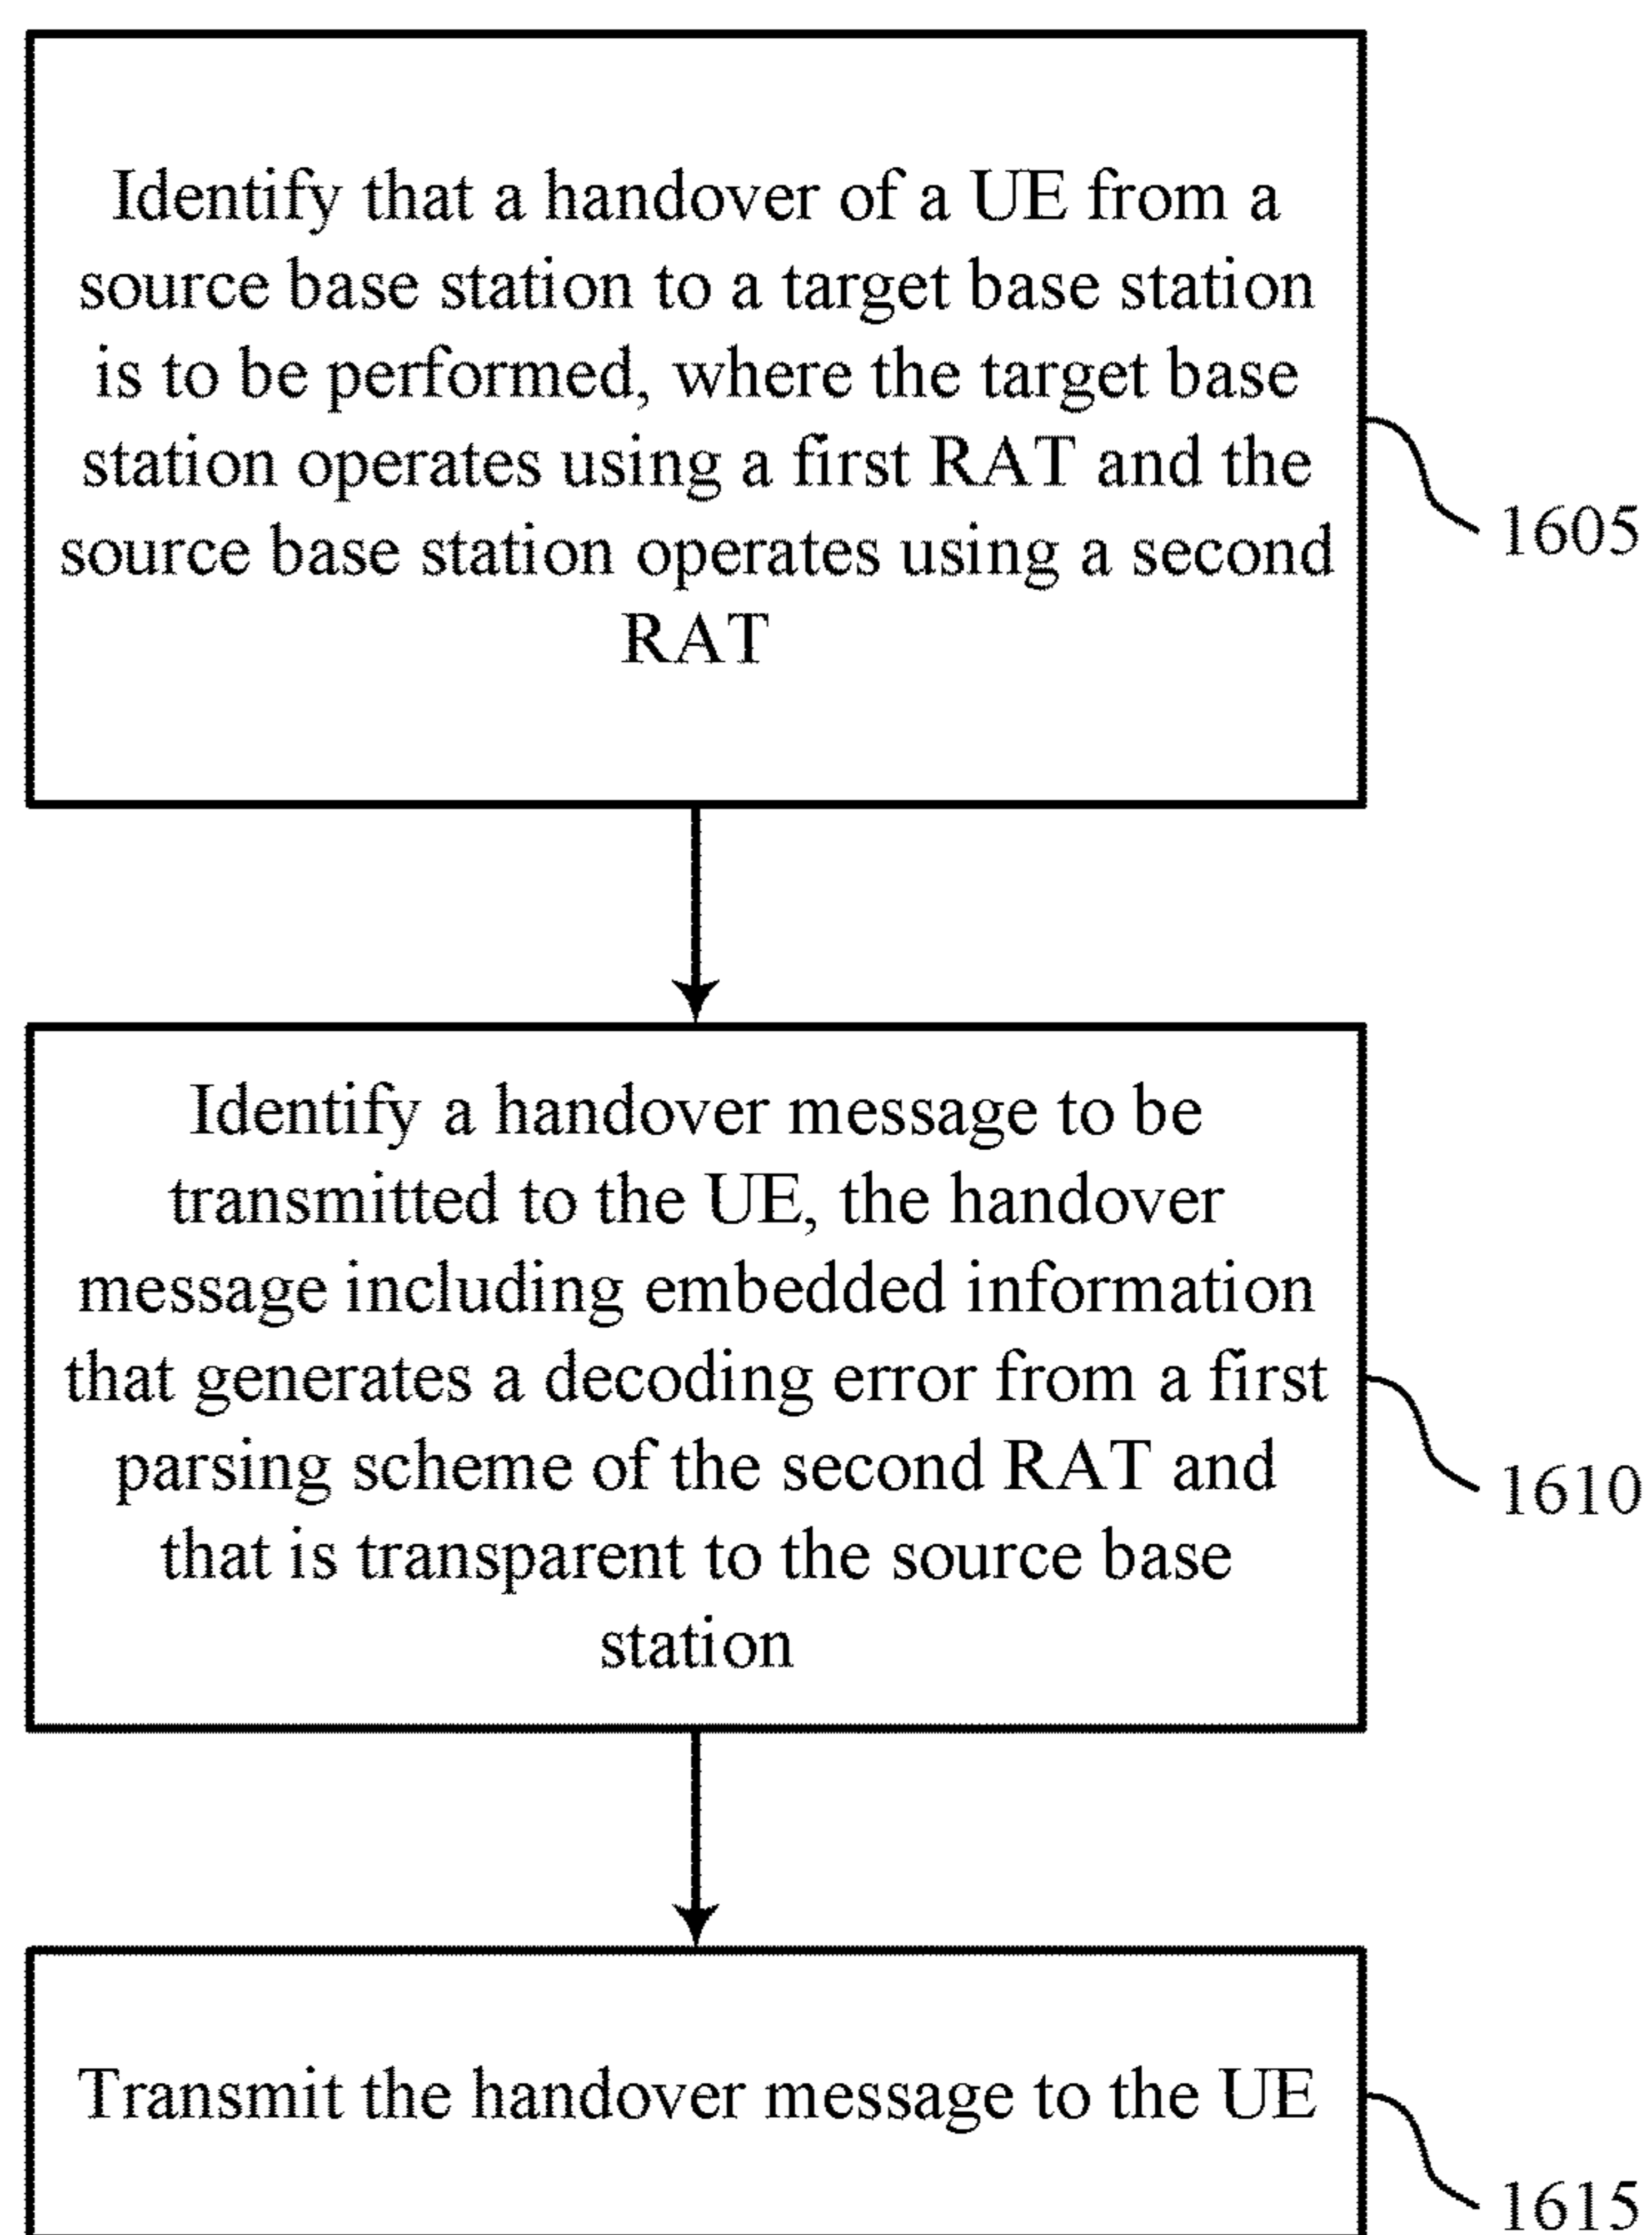 Identify that a handover of a UE from a
source base station to a target base station
is to be performed, where the target base
station operates using a first RAT and the
source base station operates using a second
RAT
1605
Identify a handover message to be
transmitted to the UE, the handover
message including embedded information
that generates a decoding error from a first
parsing scheme of the second RAT and
that is transparent to the source base
station
1610
Transmit the handover message to the UE
1615